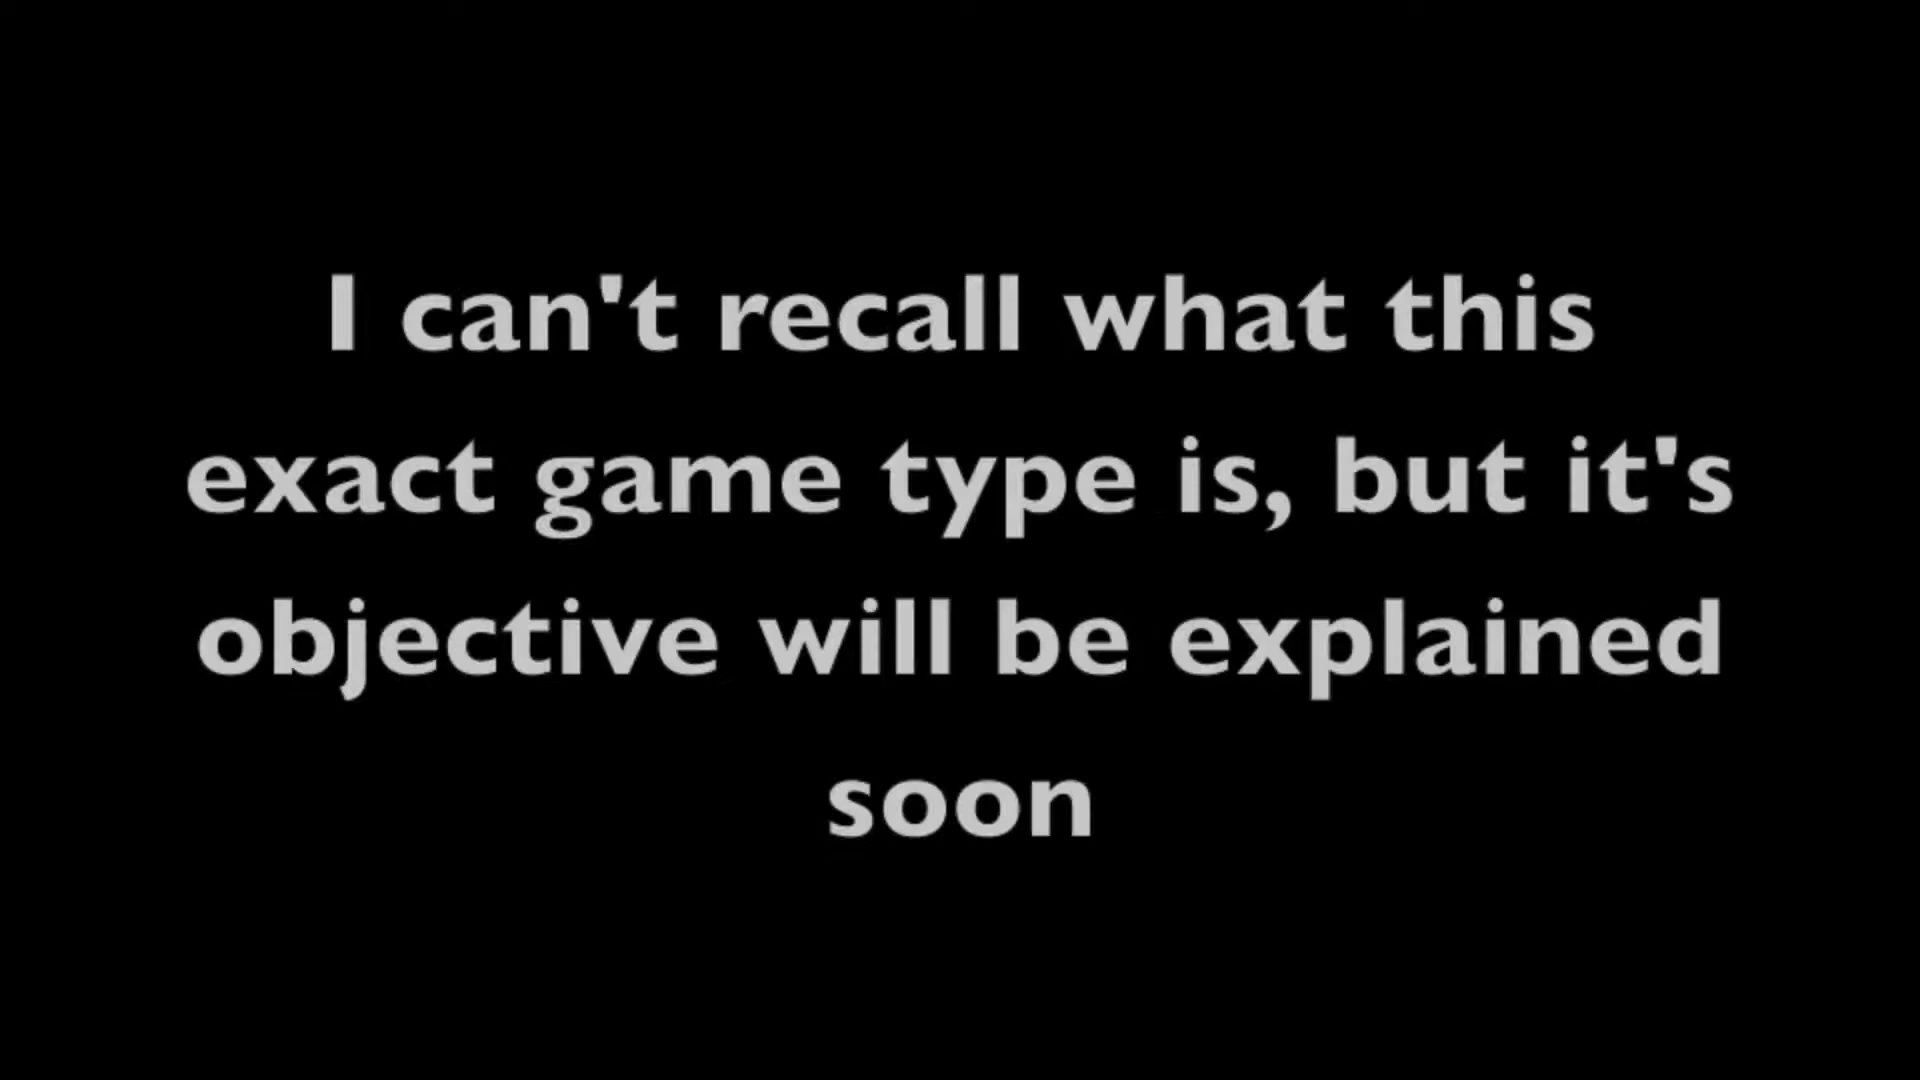 I can't recall what this
exact game type is, but it's
objective will be explained
soon